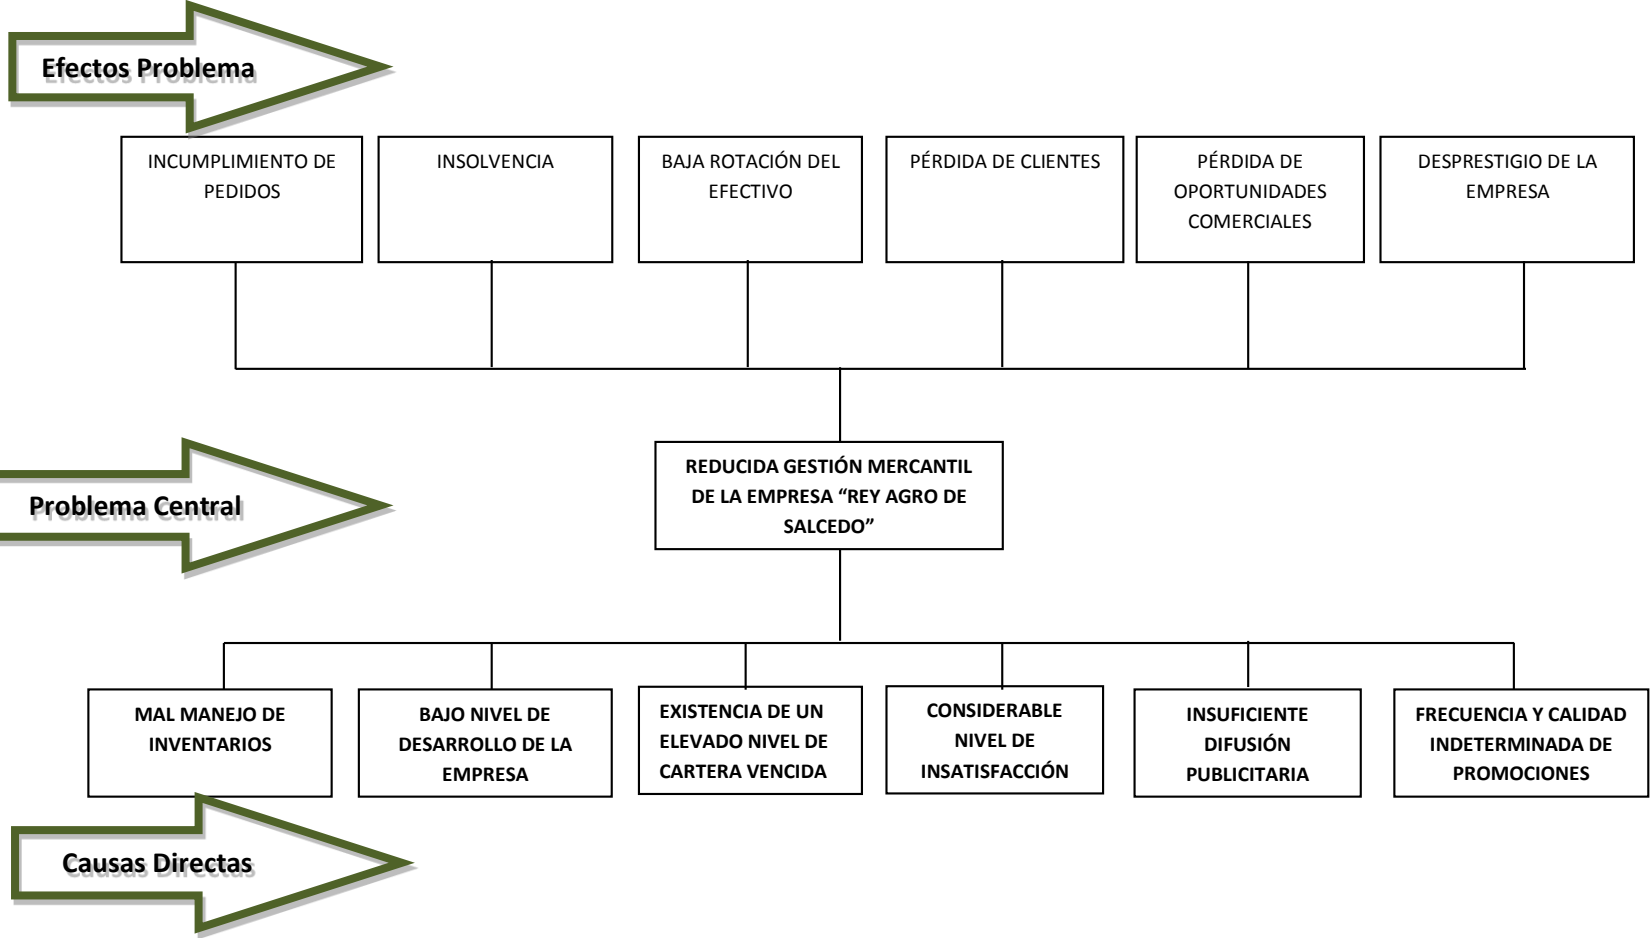 Efectos Problema
INCUMPLIMIENTO DE
PEDIDOS
INSOLVENCIA
BAJA ROTACIÓN DEL
EFECTIVO
PÉRDIDA DE CLIENTES
PÉRDIDA DE
OPORTUNIDADES
COMERCIALES
DESPRESTIGIO DE LA
EMPRESA
Problema Central
REDUCIDA GESTIÓN MERCANTIL
DE LA EMPRESA “REY AGRO DE
SALCEDO”
MAL MANEJO DE
INVENTARIOS
BAJO NIVEL DE
DESARROLLO DE LA
EMPRESA
EXISTENCIA DE UN
ELEVADO NIVEL DE
CARTERA VENCIDA
CONSIDERABLE
NIVEL DE
INSATISFACCIÓN
INSUFICIENTE
DIFUSIÓN
PUBLICITARIA
FRECUENCIA Y CALIDAD
INDETERMINADA DE
PROMOCIONES
Causas Directas